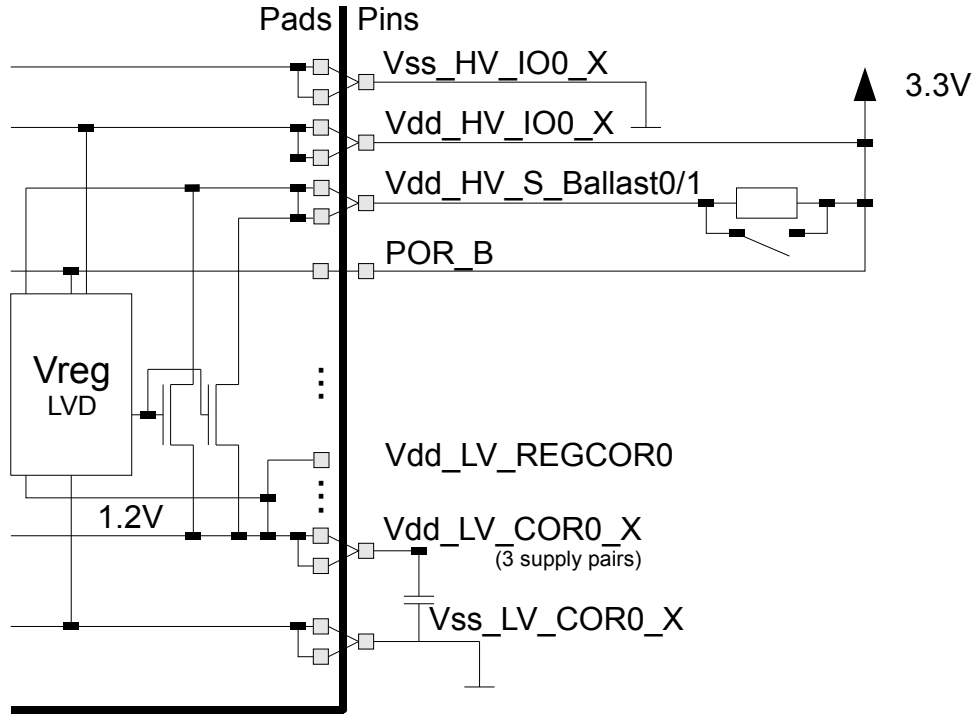 Pads Pins
Vss_HV_IO0_X
3.3V
Vdd_HV_IO0_X
Vdd_HV_S_Ballast0/1
POR_B
Vreg
LVD
Vdd_LV_REGCOR0
1.2V
Vdd_LV_COR0_X
(3 supply pairs)
Vss_LV_COR0_X